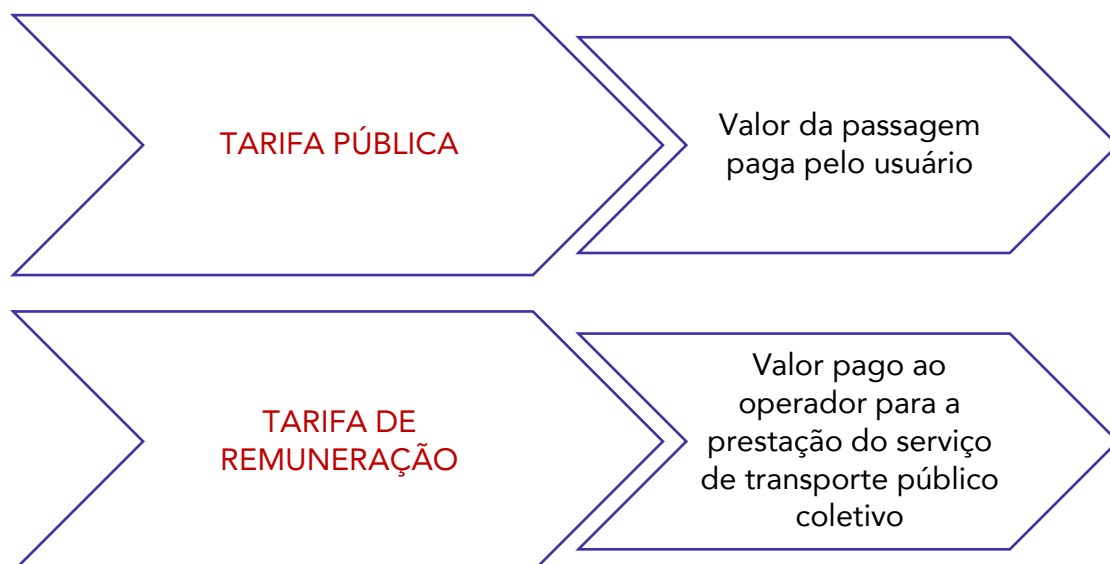 TARIFA PÚBLICA
Valor da passagem
paga pelo usuário
TARIFA DE
REMUNERAÇÃO
Valor pago ao
operador para a
prestação do serviço
de transporte público
coletivo